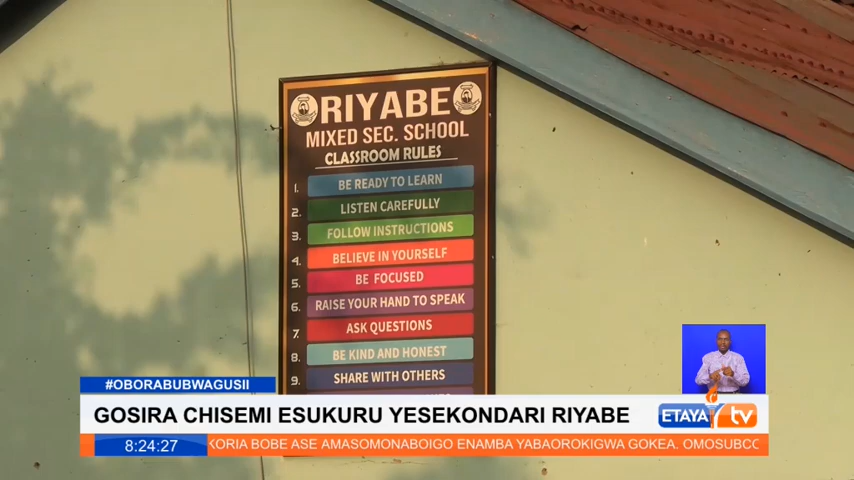 RIYABE
MIXED SEC. SCHOOL
CLASSROOM RULES
1. BE READY TO LEARN
2. LISTEN CAREFULLY
3. FOLLOW INSTRUCTIONS
4. BELIEVE IN YOURSELF
5. BE FOCUSED
6. RAISE YOUR HAND TO SPEAK
7. ASK QUESTIONS
8. BE KIND AND HONEST
9. SHARE WITH OTHERS
#OBORABUBWAGUSII
GOSIRA CHISEMI ESUKURU YESEKONDARI RIYABE
ETAYA tv
8:24:27
KORIA BOBE ASE AMASOMONABOIGO ENAMBA YABAOROKIGWA GOKEA. OMOSUBCO